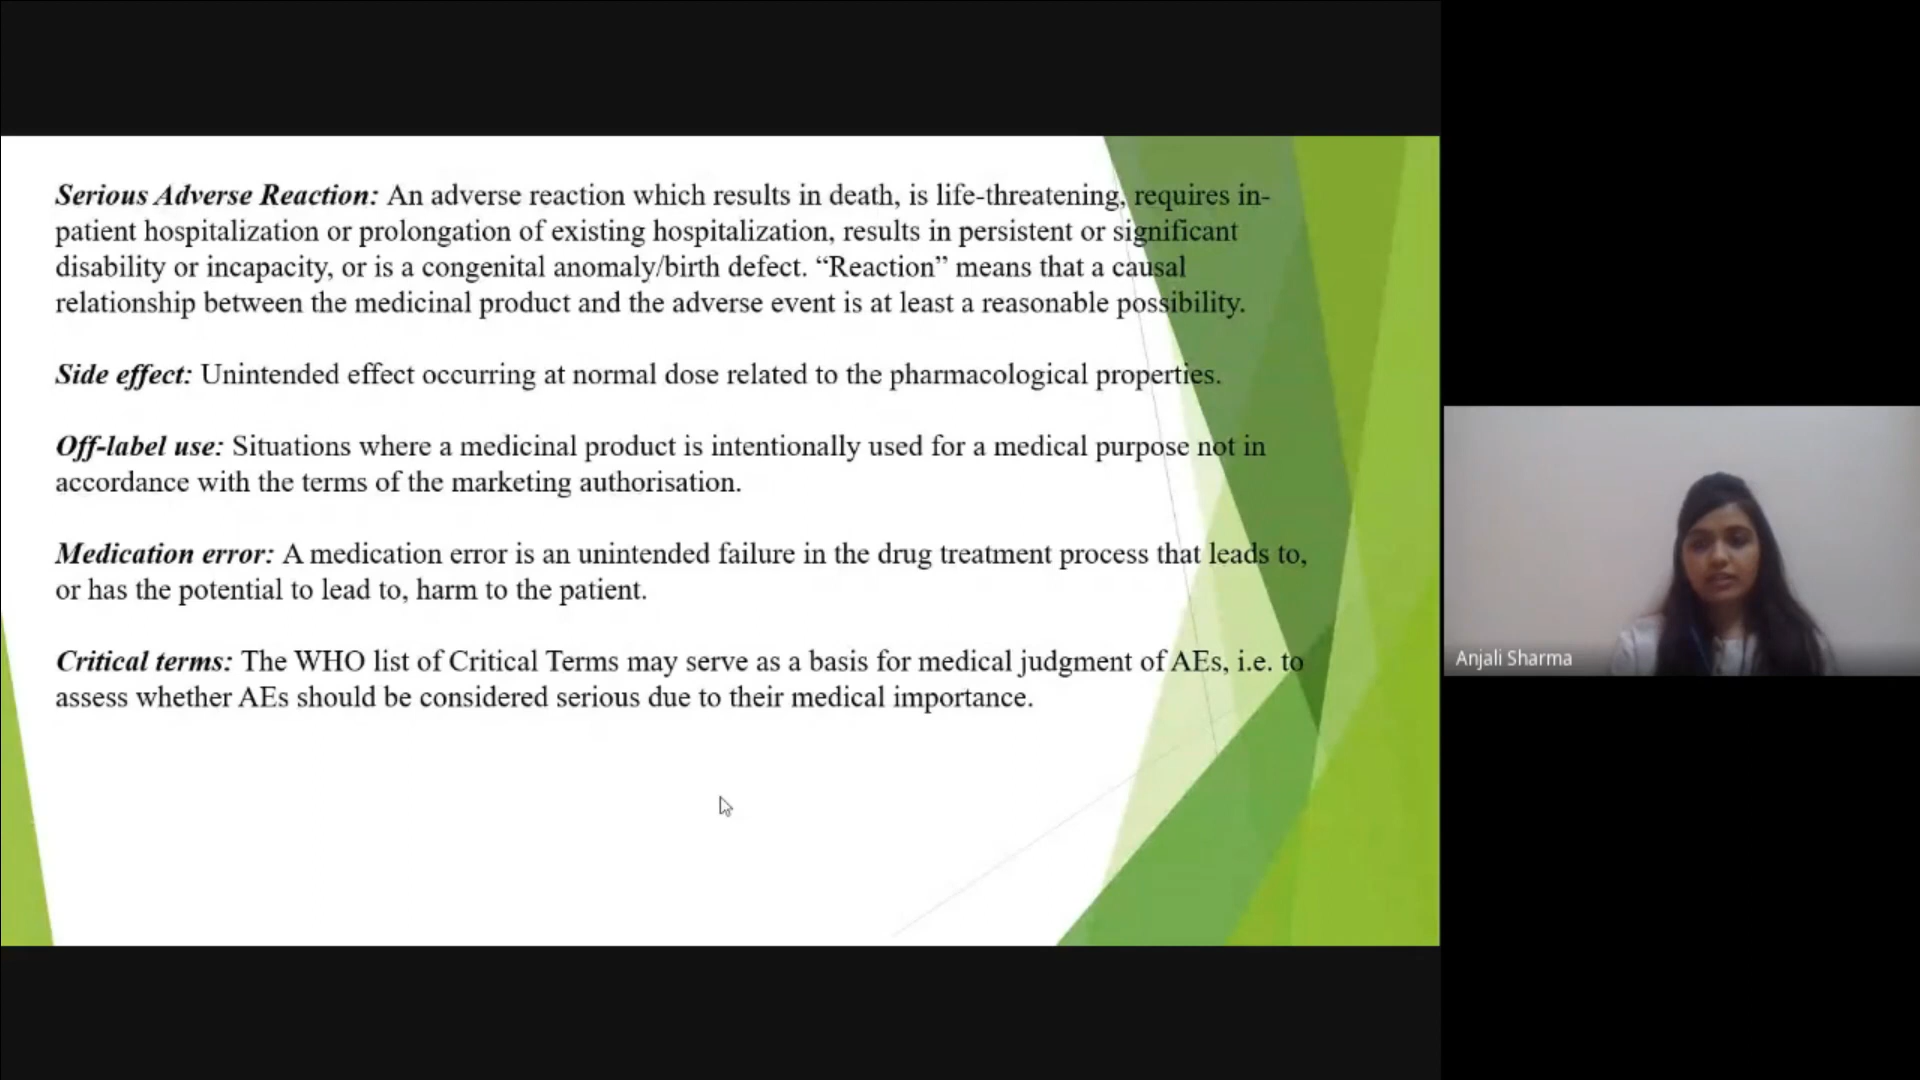 Serious Adverse Reaction: An adverse reaction which results in death, is life-threatening, requires in-
patient hospitalization or prolongation of existing hospitalization, results in persistent or significant
disability or incapacity, or is a congenital anomaly/birth defect. “Reaction” means that a causal
relationship between the medicinal product and the adverse event is at least a reasonable possibility.
Side effect: Unintended effect occurring at normal dose related to the pharmacological properties.
Off-label use: Situations where a medicinal product is intentionally used for a medical purpose not in
accordance with the terms of the marketing authorisation.
Medication error: A medication error is an unintended failure in the drug treatment process that leads to,
or has the potential to lead to, harm to the patient.
Critical terms: The WHO list of Critical Terms may serve as a basis for medical judgment of AEs, i.e. to
assess whether AEs should be considered serious due to their medical importance.
Anjali Sharma